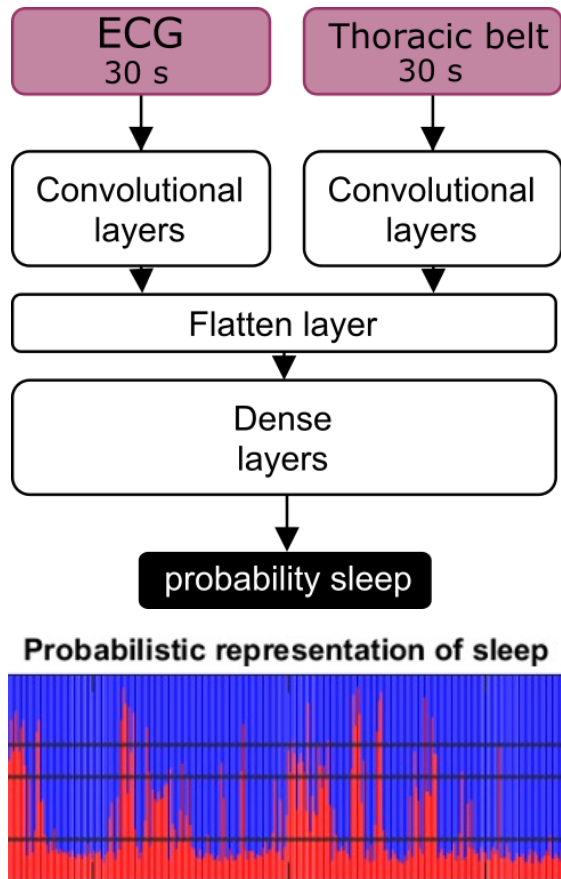 ECG
30 s
Thoracic belt
30 s
Convolutional
layers
Convolutional
layers
Flatten layer
Dense
layers
probability sleep
Probabilistic representation of sleep